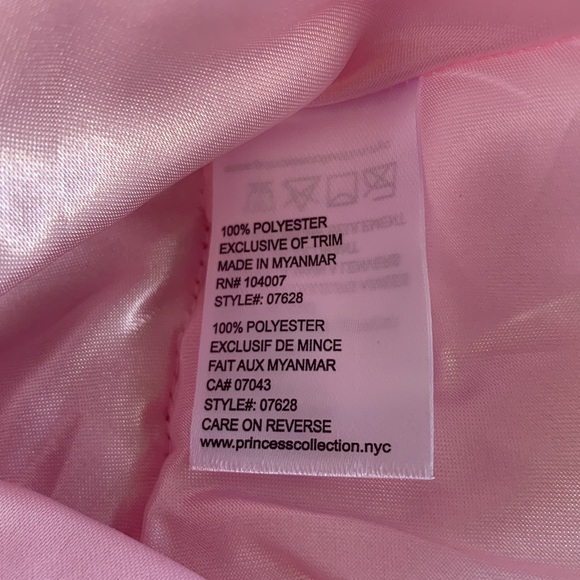 100% POLYESTER
EXCLUSIVE OF TRIM
MADE IN MYANMAR
RN# 104007
STYLE#: 07628
100% POLYESTER
EXCLUSIF DE MINCE
FAIT AUX MYANMAR
CA# 07043
STYLE#: 07628
CARE ON REVERSE
www.princesscollection.nyc